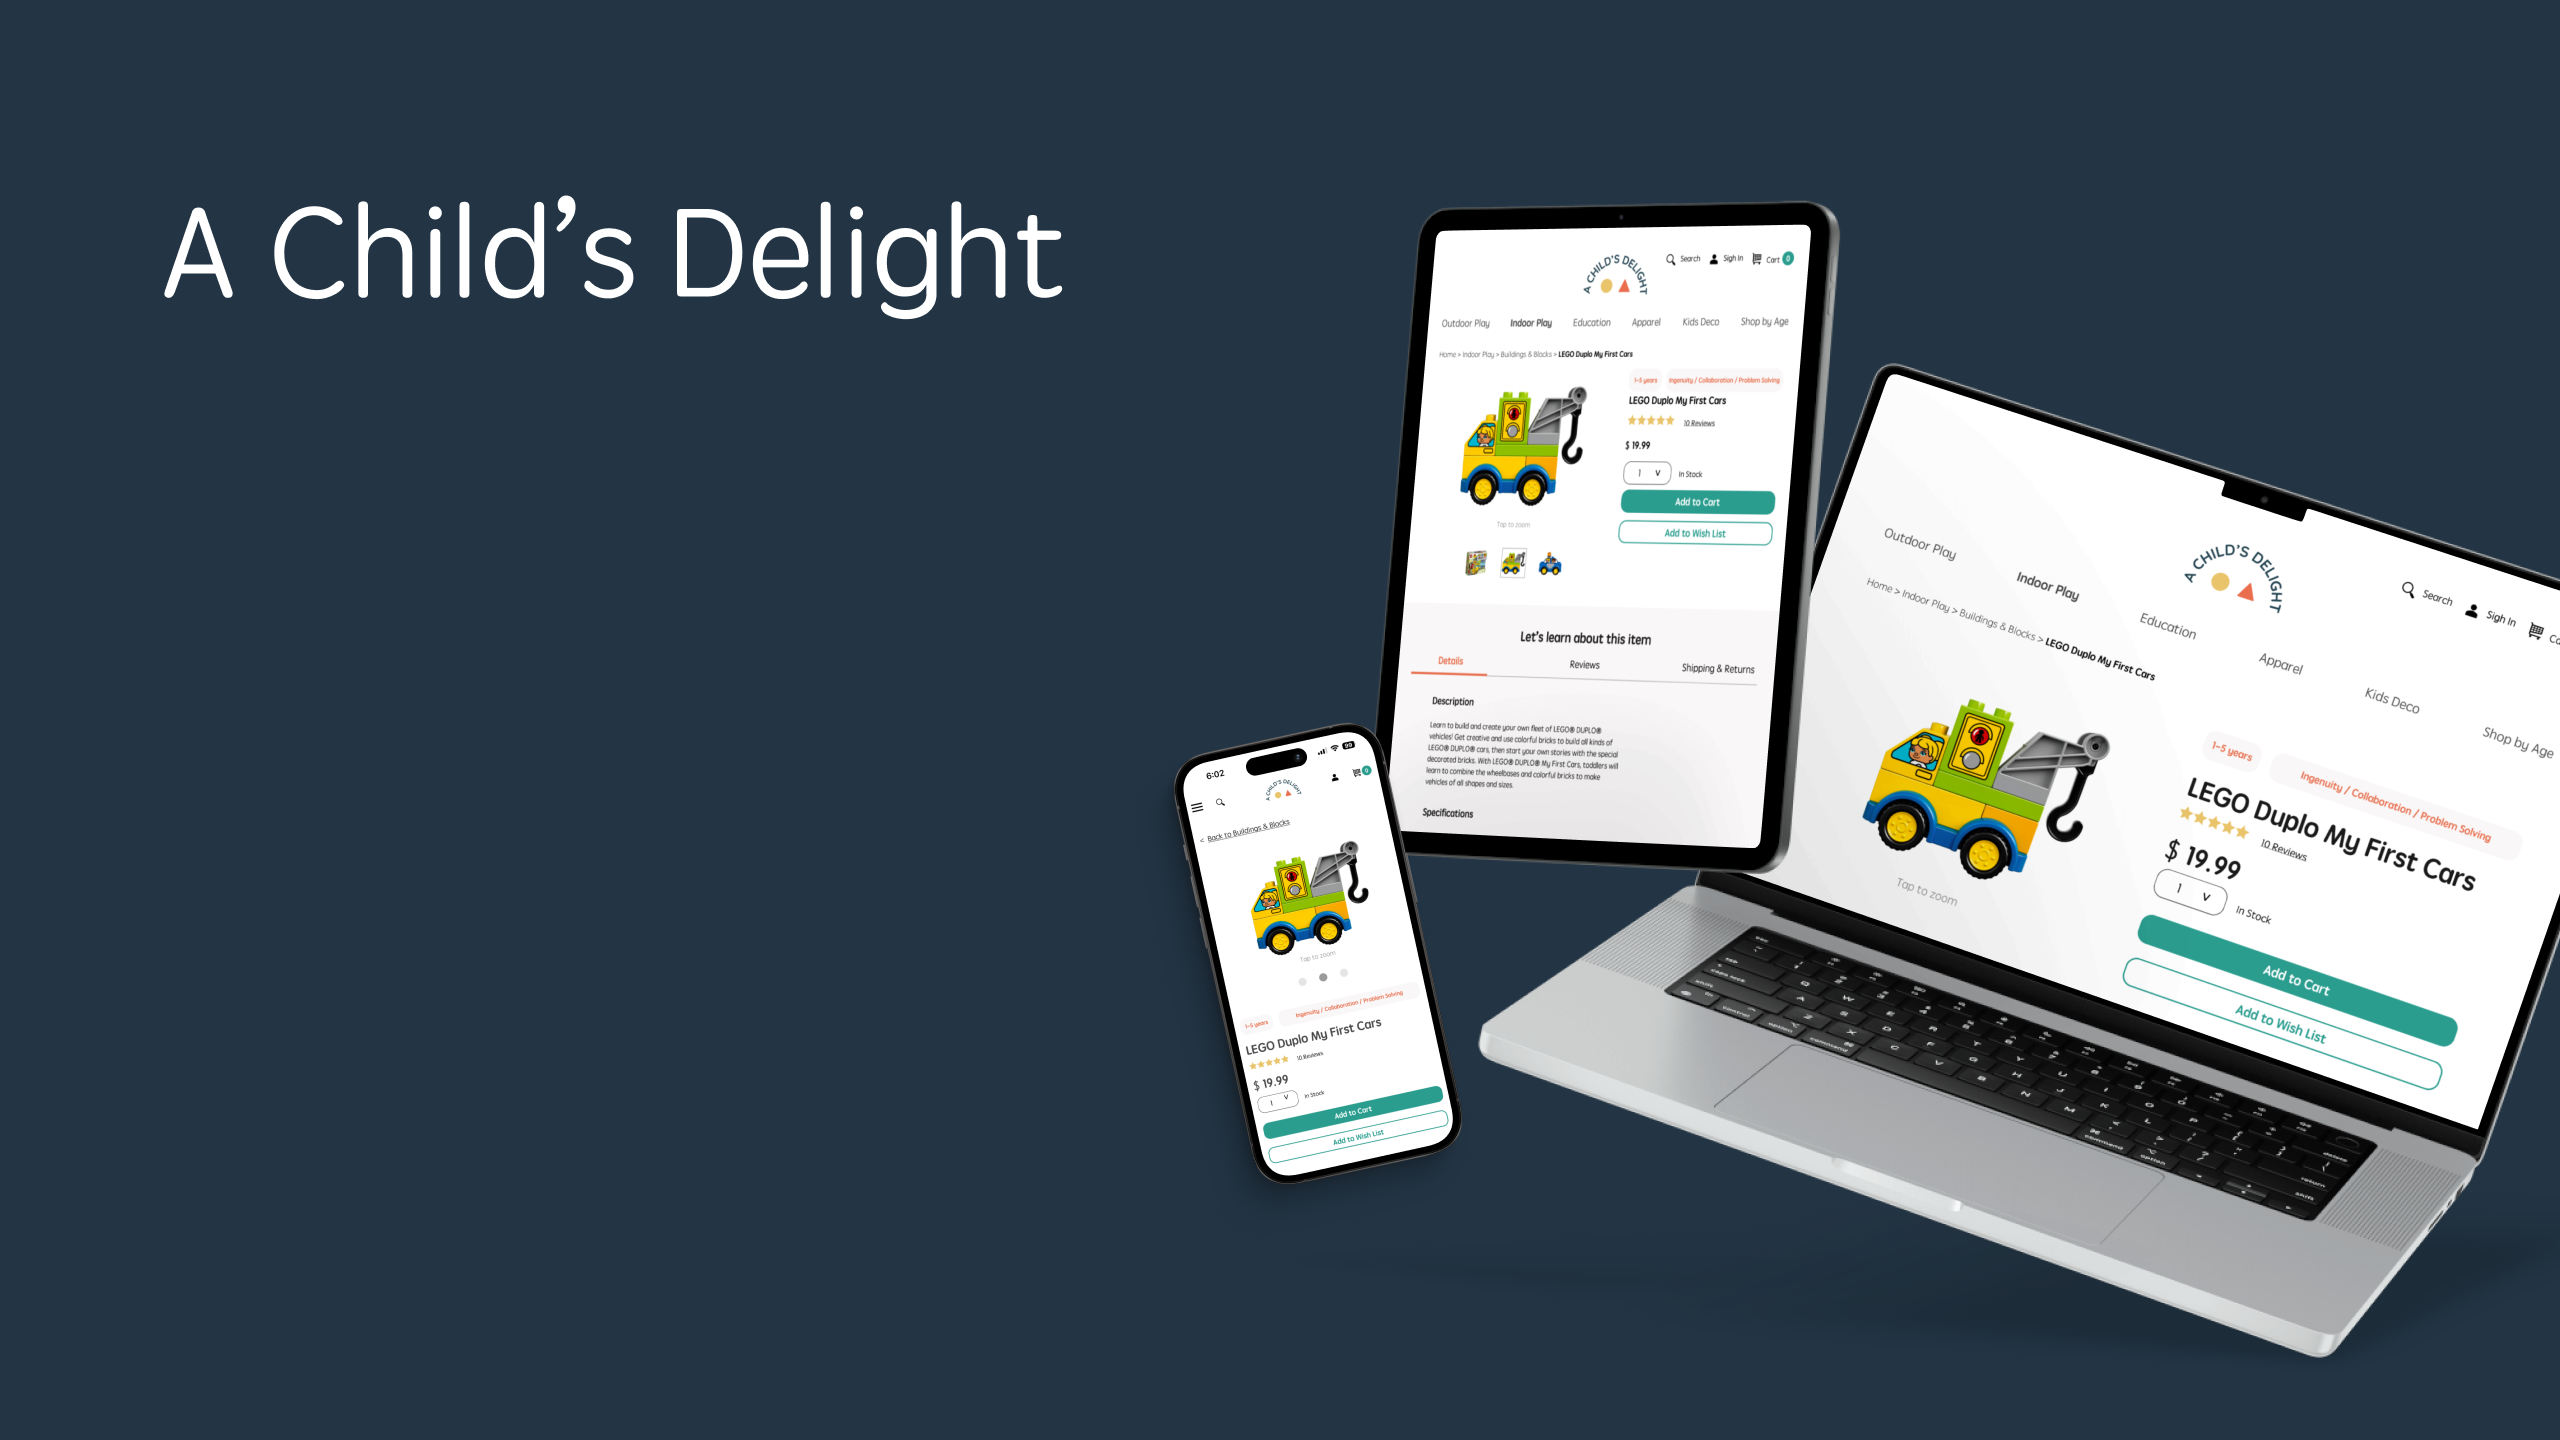 A Child’s Delight
A CHILD'S DELIGHT
Search
Sigh In
Cart
0
Outdoor Play
Indoor Play
Education
Apparel
Kids Deco
Shop by Age
Home > Indoor Play > Buildings & Blocks > LEGO Duplo My First Cars
1-5 years
Ingenuity / Collaboration / Problem Solving
LEGO Duplo My First Cars
10 Reviews
$ 19.99
1
In Stock
Add to Cart
Add to Wish List
Tap to zoom
Let's learn about this item
Details
Reviews
Shipping & Returns
Description
Learn to build and create your own fleet of LEGO® DUPLO®
vehicles! Get creative and use colorful bricks to build all kinds of
LEGO® DUPLO® cars, then start your own stories with the special
decorated bricks. With LEGO® DUPLO® My First Cars, toddlers will
learn to combine the wheelbases and colorful bricks to make
vehicles of all shapes and sizes.
Specifications
6:02
A CHILD'S DELIGHT
0
< Back to Buildings & Blocks
Tap to zoom
1-5 years
Ingenuity / Collaboration / Problem Solving
LEGO Duplo My First Cars
10 Reviews
$ 19.99
1
In Stock
Add to Cart
Add to Wish List
A CHILD'S DELIGHT
Search
Sigh In
Outdoor Play
Indoor Play
Education
Apparel
Kids Deco
Shop by Age
Home > Indoor Play > Buildings & Blocks > LEGO Duplo My First Cars
1-5 years
Ingenuity / Collaboration / Problem Solving
LEGO Duplo My First Cars
10 Reviews
$ 19.99
1
In Stock
Add to Cart
Add to Wish List
Tap to zoom